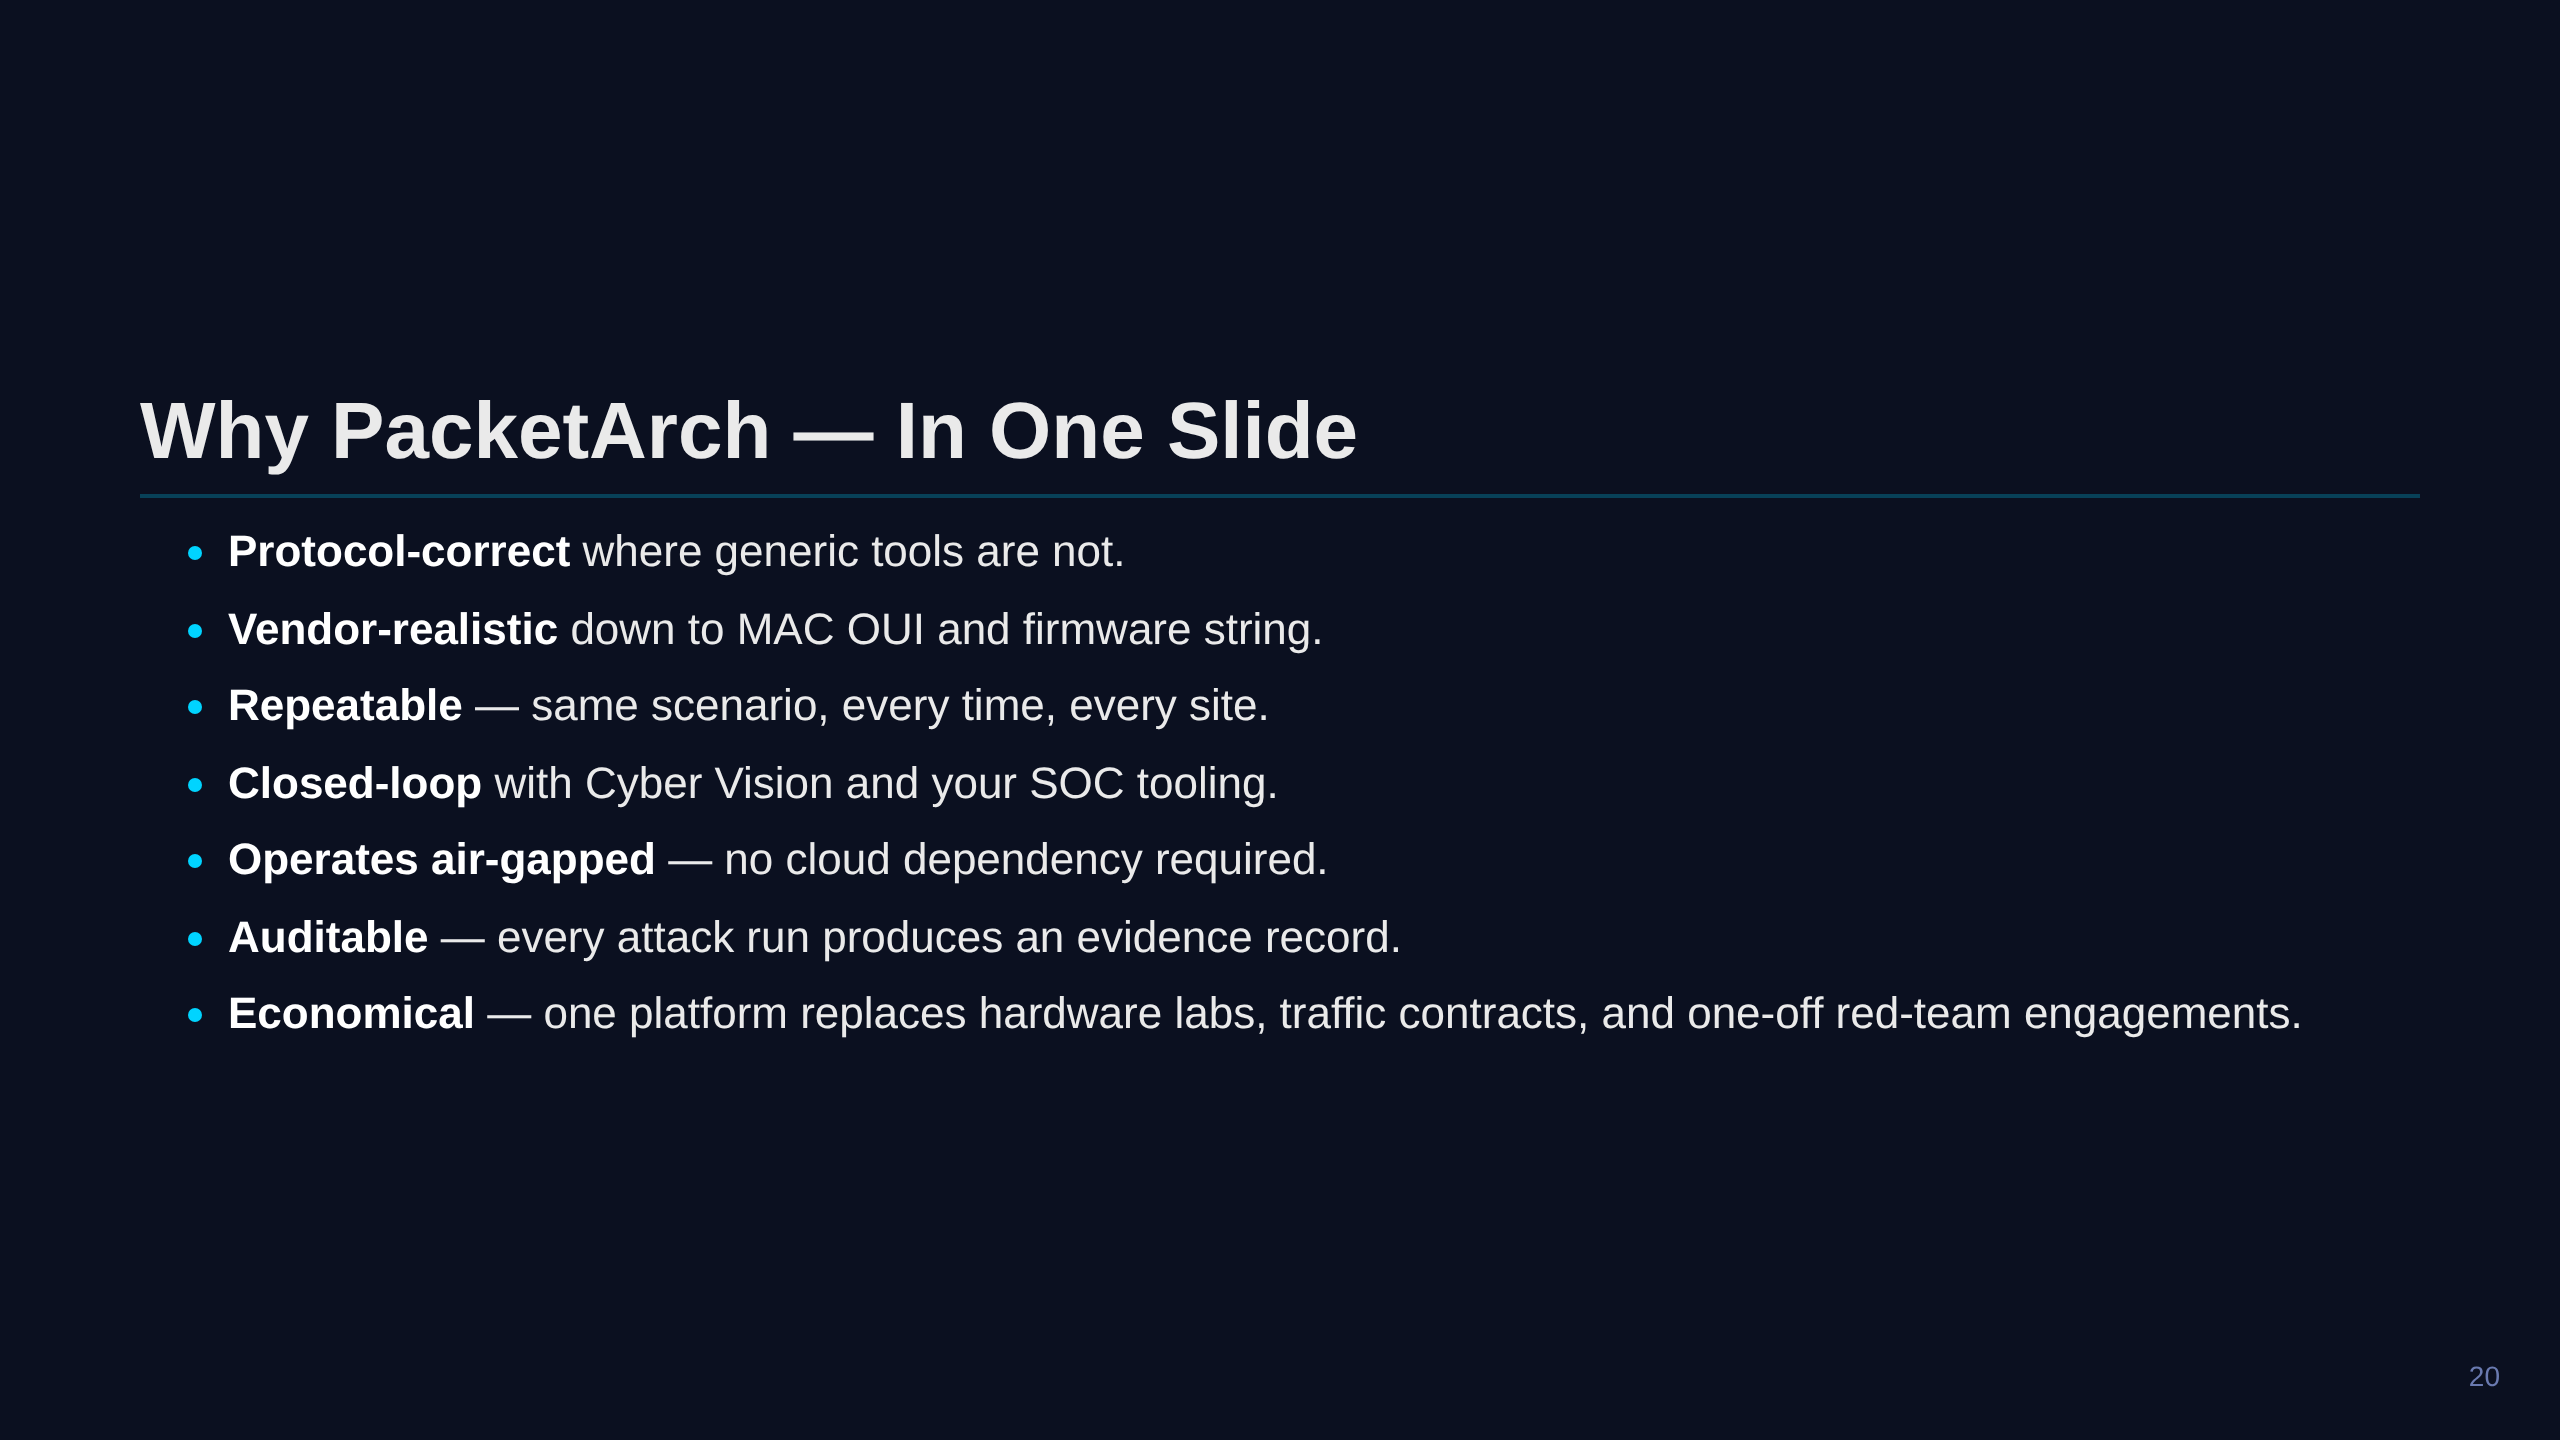 Why PacketArch — In One Slide
• Protocol-correct where generic tools are not.
• Vendor-realistic down to MAC OUI and firmware string.
• Repeatable — same scenario, every time, every site.
• Closed-loop with Cyber Vision and your SOC tooling.
• Operates air-gapped — no cloud dependency required.
• Auditable — every attack run produces an evidence record.
• Economical — one platform replaces hardware labs, traffic contracts, and one-off red-team engagements.
20